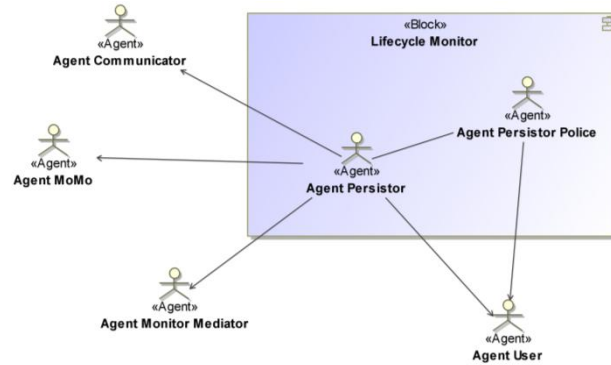 «Block»
Lifecycle Monitor
«Agent»
Agent Communicator
«Agent»
Agent Persistor Police
«Agent»
Agent MoMo
«Agent»
Agent Persistor
«Agent»
Agent Monitor Mediator
«Agent»
Agent User